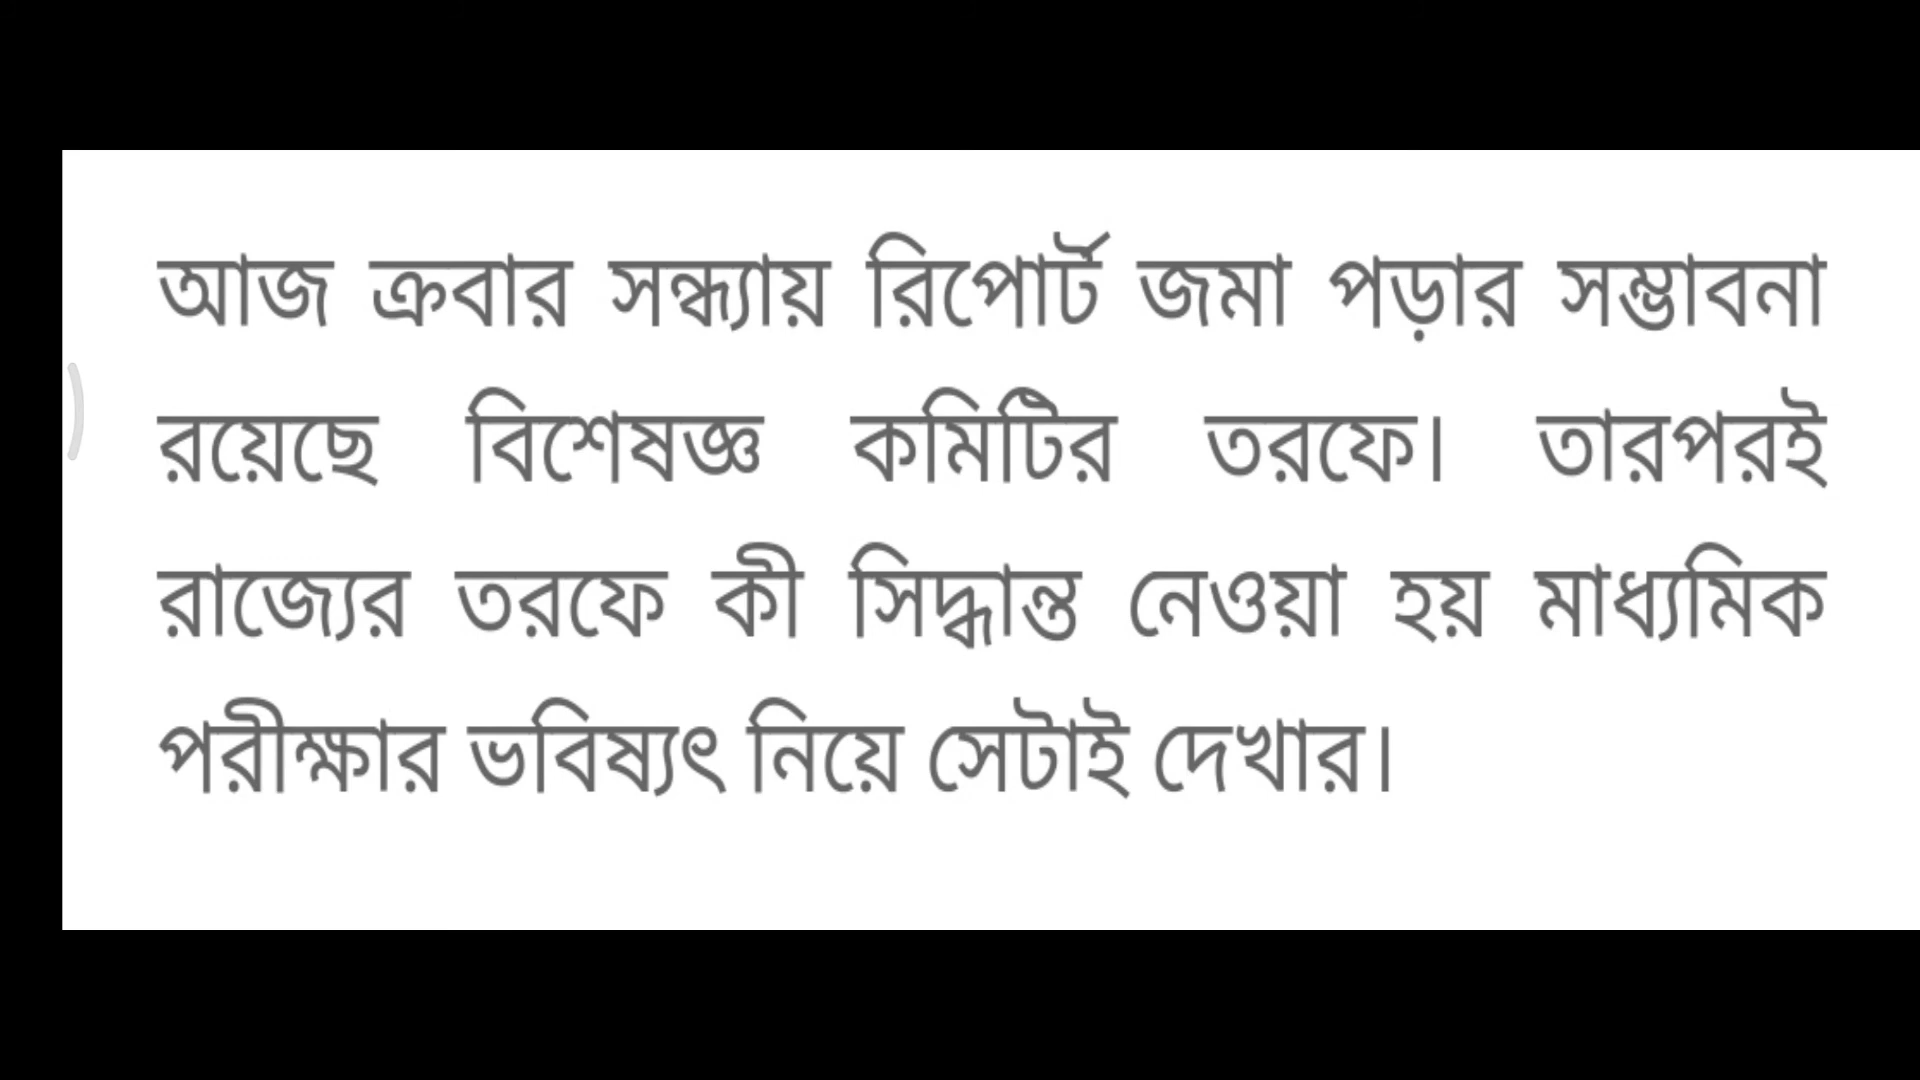 আজ ক্রবার সন্ধ্যায় রিপোর্ট জমা পড়ার সম্ভাবনা
রয়েছে বিশেষজ্ঞ কমিটির তরফে। তারপরই
রাজ্যের তরফে কী সিদ্ধান্ত নেওয়া হয় মাধ্যমিক
পরীক্ষার ভবিষ্যৎ নিয়ে সেটাই দেখার।